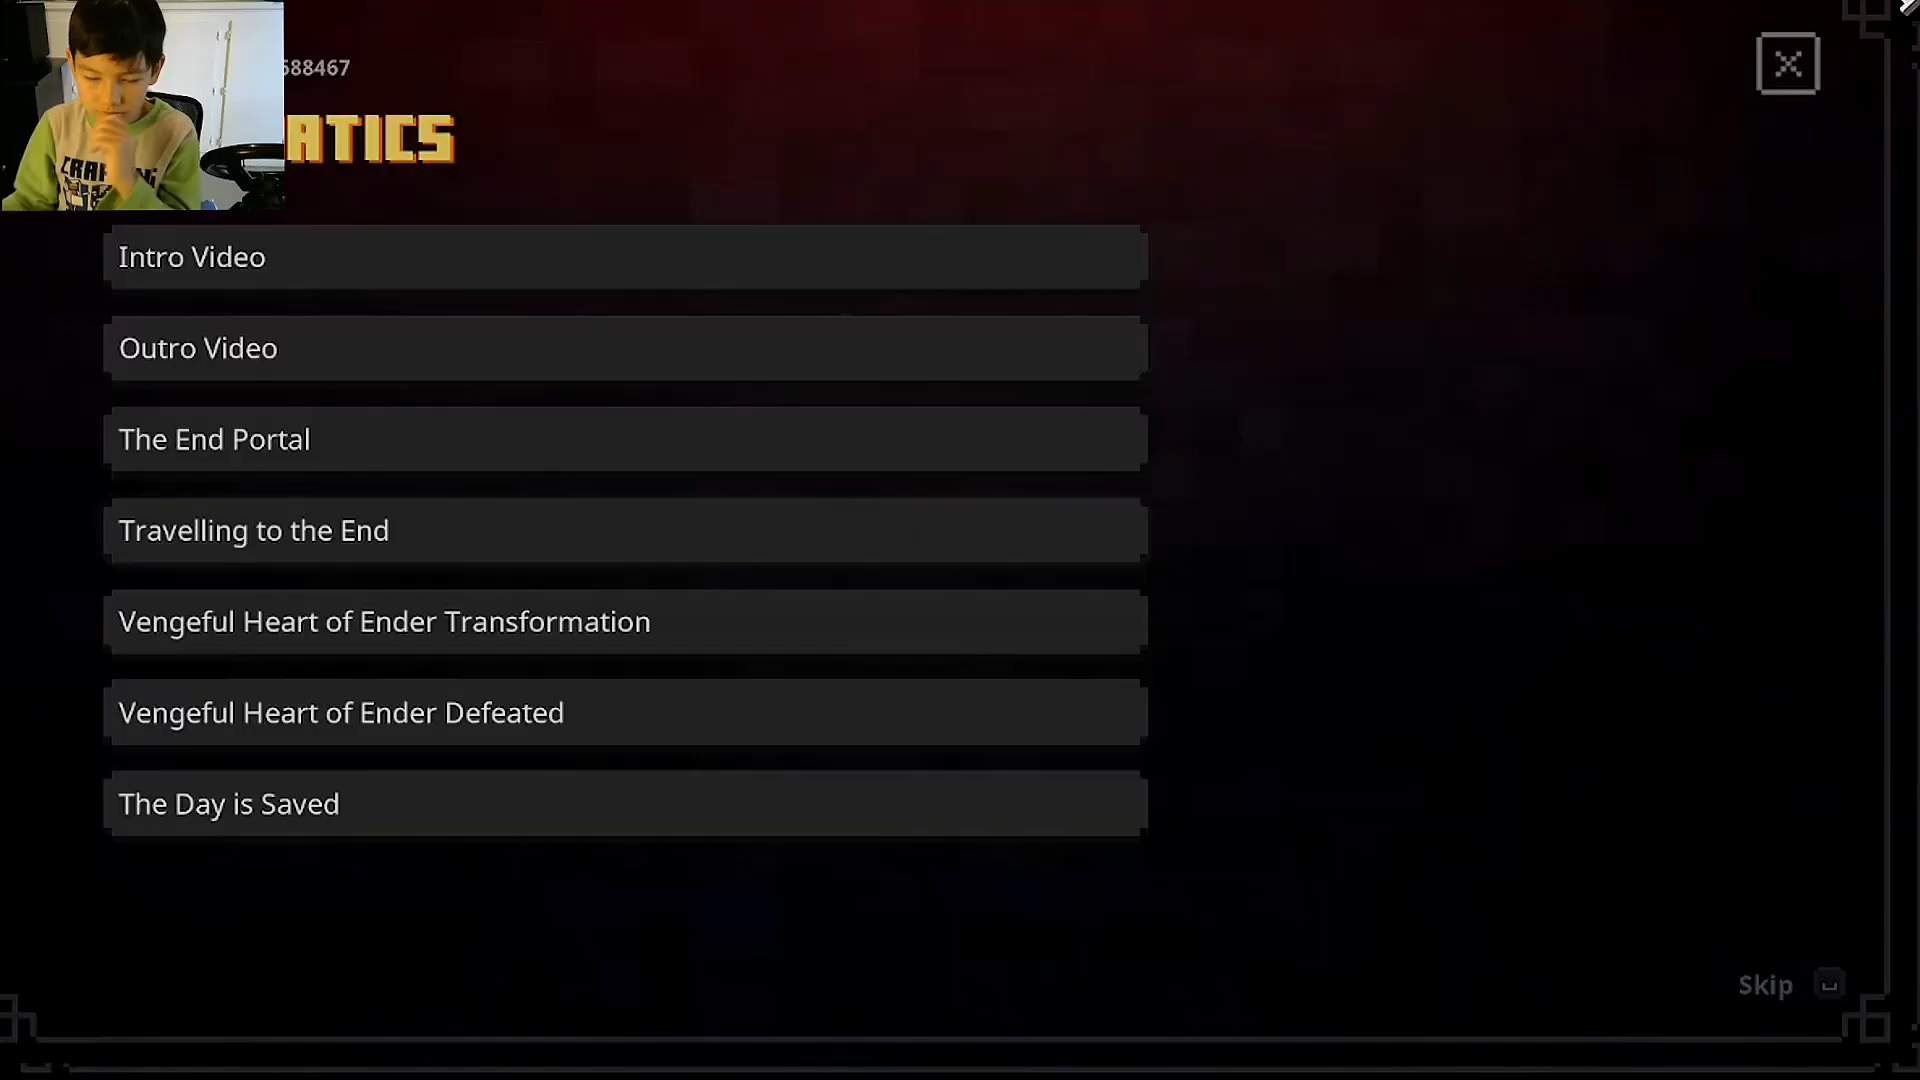 588467
ATICS
Intro Video
Outro Video
The End Portal
Travelling to the End
Vengeful Heart of Ender Transformation
Vengeful Heart of Ender Defeated
The Day is Saved
Skip